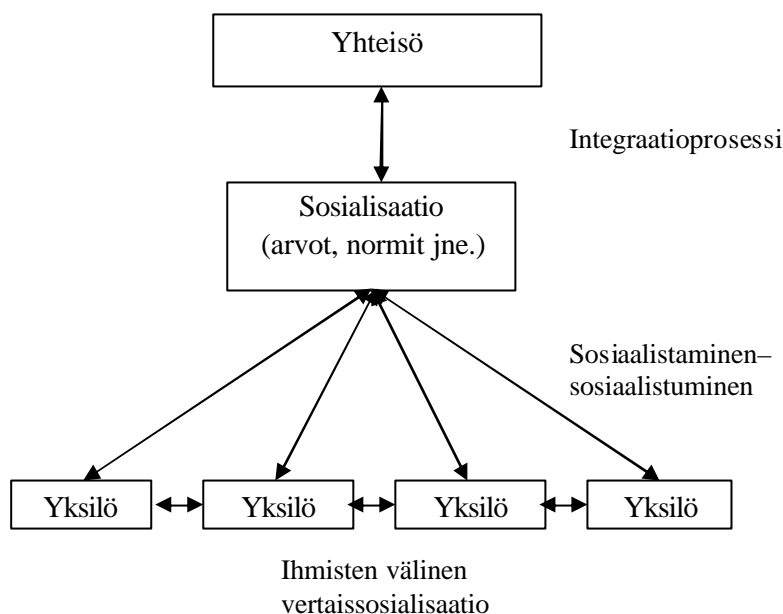 Yhteisö
Integraatioprosessi
Sosialisaatio
(arvot, normit jne.)
Sosiaalistaminen–
sosiaalistuminen
Yksilö
Yksilö
Yksilö
Yksilö
Ihmisten välinen
vertaissosialisaatio